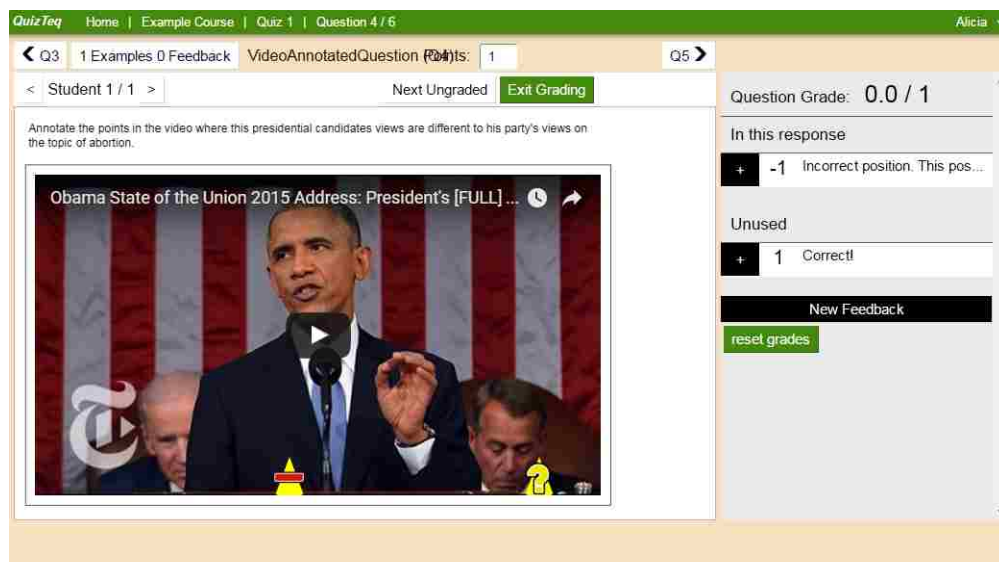 QuizTeq Home | Example Course | Quiz 1 | Question 4 / 6 Alicia
Q3 1 Examples 0 Feedback VideoAnnotatedQuestion (Q4) Points: 1 Q5
< Student 1 / 1 > Next Ungraded Exit Grading
Annotate the points in the video where this presidential candidates views are different to his party's views on
the topic of abortion.
Obama State of the Union 2015 Address: President's [FULL] ...
T
?
Question Grade: 0.0 / 1
In this response
+ -1 Incorrect position. This pos...
Unused
+ 1 Correct!
New Feedback
reset grades